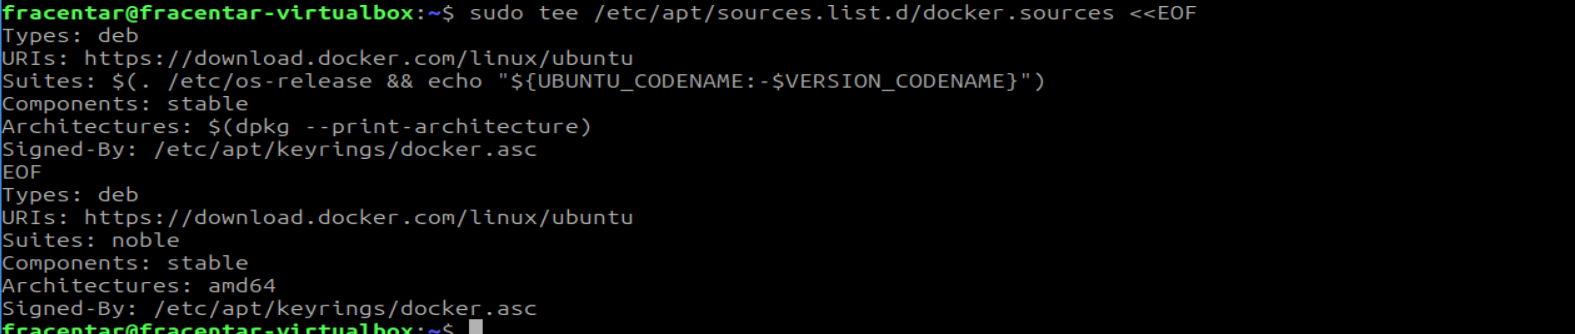 fracentar@fracentar-virtualbox:~$ sudo tee /etc/apt/sources.list.d/docker.sources <<EOF
Types: deb
URIs: https://download.docker.com/linux/ubuntu
Suites: $(. /etc/os-release && echo "${UBUNTU_CODENAME:-$VERSION_CODENAME}")
Components: stable
Architectures: $(dpkg --print-architecture)
Signed-By: /etc/apt/keyrings/docker.asc
EOF
Types: deb
URIs: https://download.docker.com/linux/ubuntu
Suites: noble
Components: stable
Architectures: amd64
Signed-By: /etc/apt/keyrings/docker.asc
fracentar@fracentar-virtualbox:~$